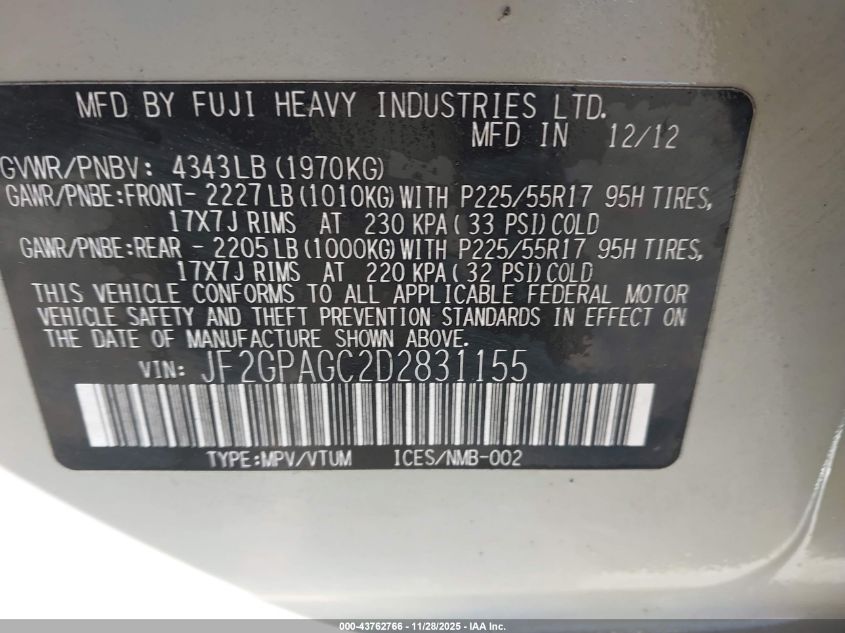 MFD BY FUJI HEAVY INDUSTRIES LTD.
MFD IN 12/12
GVWR/PNBV: 4343LB (1970KG)
GAWR/PNBE:FRONT- 2227LB (1010KG) WITH P225/55R17 95H TIRES,
17X7J RIMS AT 230 KPA( 33 PSI)COLD
GAWR/PNBE:REAR - 2205LB (1000KG) WITH P225/55R17 95H TIRES,
17X7J RIMS AT 220 KPA( 32 PSI)COLD
THIS VEHICLE CONFORMS TO ALL APPLICABLE FEDERAL MOTOR
VEHICLE SAFETY AND THEFT PREVENTION STANDARDS IN EFFECT ON
THE DATE OF MANUFACTURE SHOWN ABOVE.
VIN: JF2GPAGC2D2831155
TYPE:MPV/VTUM ICES/NMB-002
000-43762766 - 11/28/2025 - IAA Inc.